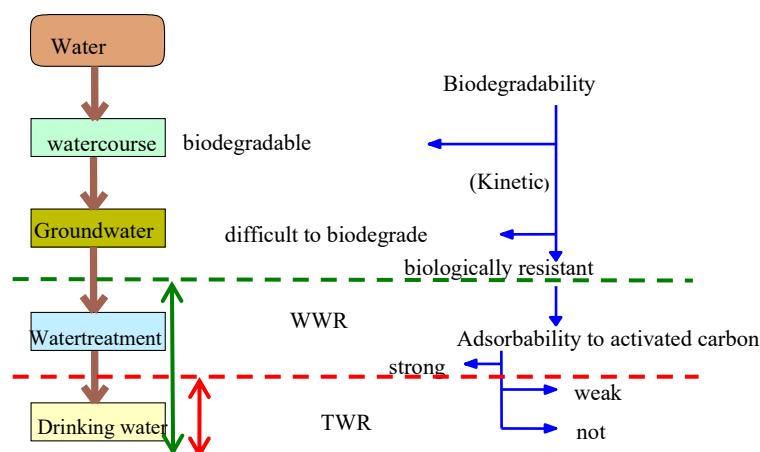 Water
Biodegradability
watercourse
biodegradable
(Kinetic)
Groundwater
difficult to biodegrade
biologically resistant
WWR
Watertreatment
Adsorbability to activated carbon
strong
weak
Drinking water
TWR
not